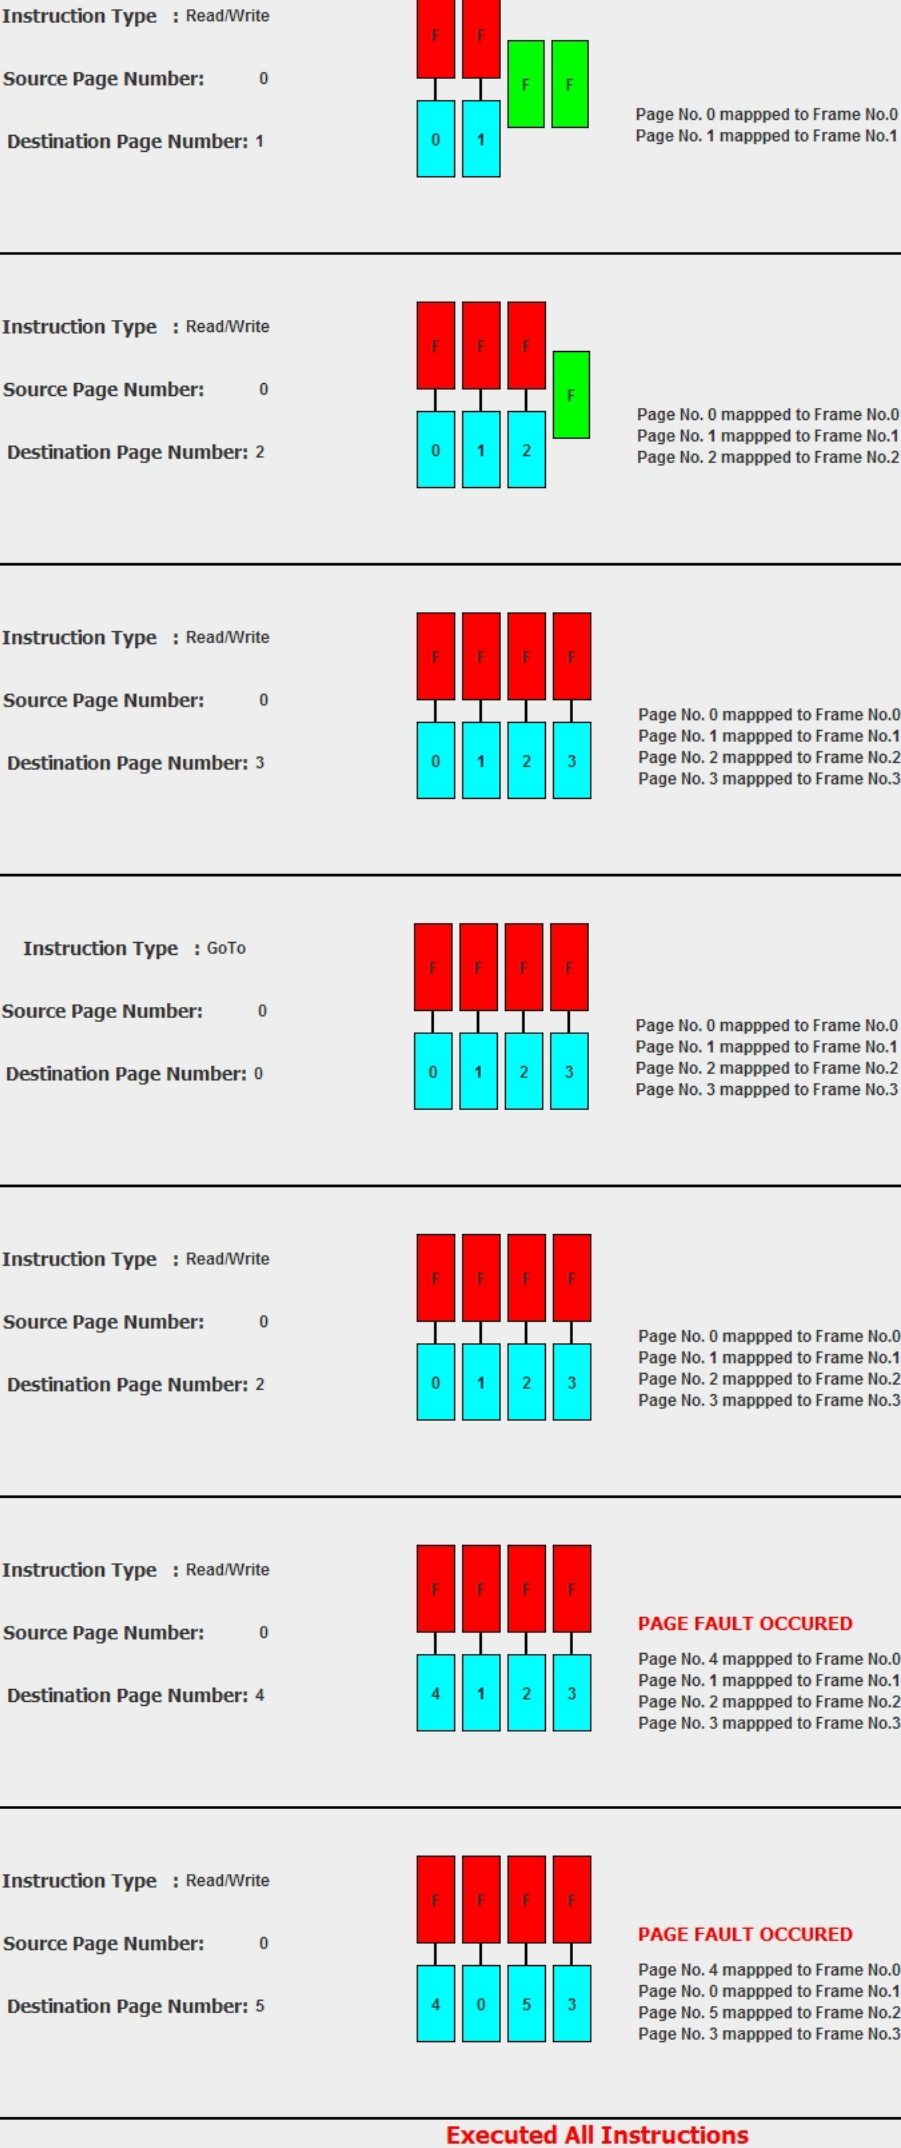 Instruction Type : Read/Write
F F
Source Page Number: 0
F F
Page No. 0 mappped to Frame No.0
Page No. 1 mappped to Frame No.1
Destination Page Number: 1
0 1
Instruction Type : Read/Write
F F F
Source Page Number: 0
F
Page No. 0 mappped to Frame No.0
Page No. 1 mappped to Frame No.1
Page No. 2 mappped to Frame No.2
Destination Page Number: 2
0 1 2
Instruction Type : Read/Write
F F F F
Source Page Number: 0
Page No. 0 mappped to Frame No.0
Page No. 1 mappped to Frame No.1
Page No. 2 mappped to Frame No.2
Page No. 3 mappped to Frame No.3
Destination Page Number: 3
0 1 2 3
Instruction Type : GoTo
F F F F
Source Page Number: 0
Page No. 0 mappped to Frame No.0
Page No. 1 mappped to Frame No.1
Page No. 2 mappped to Frame No.2
Page No. 3 mappped to Frame No.3
Destination Page Number: 0
0 1 2 3
Instruction Type : Read/Write
F F F F
Source Page Number: 0
Page No. 0 mappped to Frame No.0
Page No. 1 mappped to Frame No.1
Page No. 2 mappped to Frame No.2
Page No. 3 mappped to Frame No.3
Destination Page Number: 2
0 1 2 3
Instruction Type : Read/Write
F F F F
Source Page Number: 0
PAGE FAULT OCCURED
Page No. 4 mappped to Frame No.0
Page No. 1 mappped to Frame No.1
Page No. 2 mappped to Frame No.2
Page No. 3 mappped to Frame No.3
Destination Page Number: 4
4 1 2 3
Instruction Type : Read/Write
F F F F
Source Page Number: 0
PAGE FAULT OCCURED
Page No. 4 mappped to Frame No.0
Page No. 0 mappped to Frame No.1
Page No. 5 mappped to Frame No.2
Page No. 3 mappped to Frame No.3
Destination Page Number: 5
4 0 5 3
Executed All Instructions